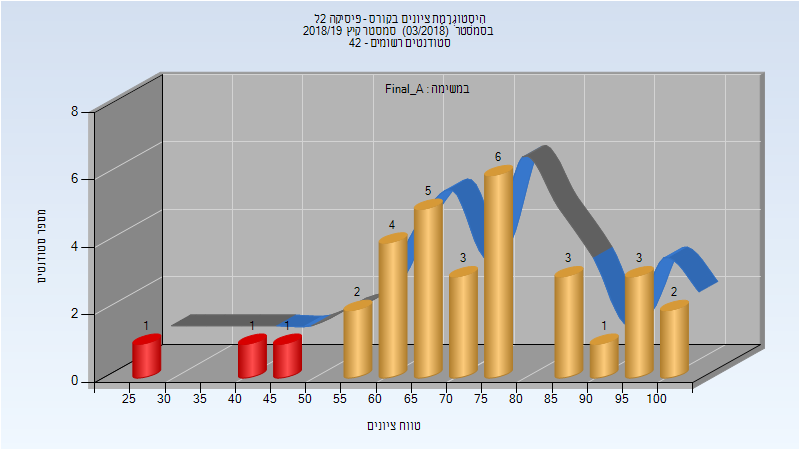 היסטוגרמת ציונים בקורס - פיסיקה 2ל
בסמסטר (03/2018) סמסטר קיץ 2018/19
סטודנטים רשומים - 42
במשימה : Final_A
מספר סטודנטים
8
6
4
2
0
1 1 1 2 4 5 3 6 3 1 3 2
25 30 35 40 45 50 55 60 65 70 75 80 85 90 95 100
טווח ציונים